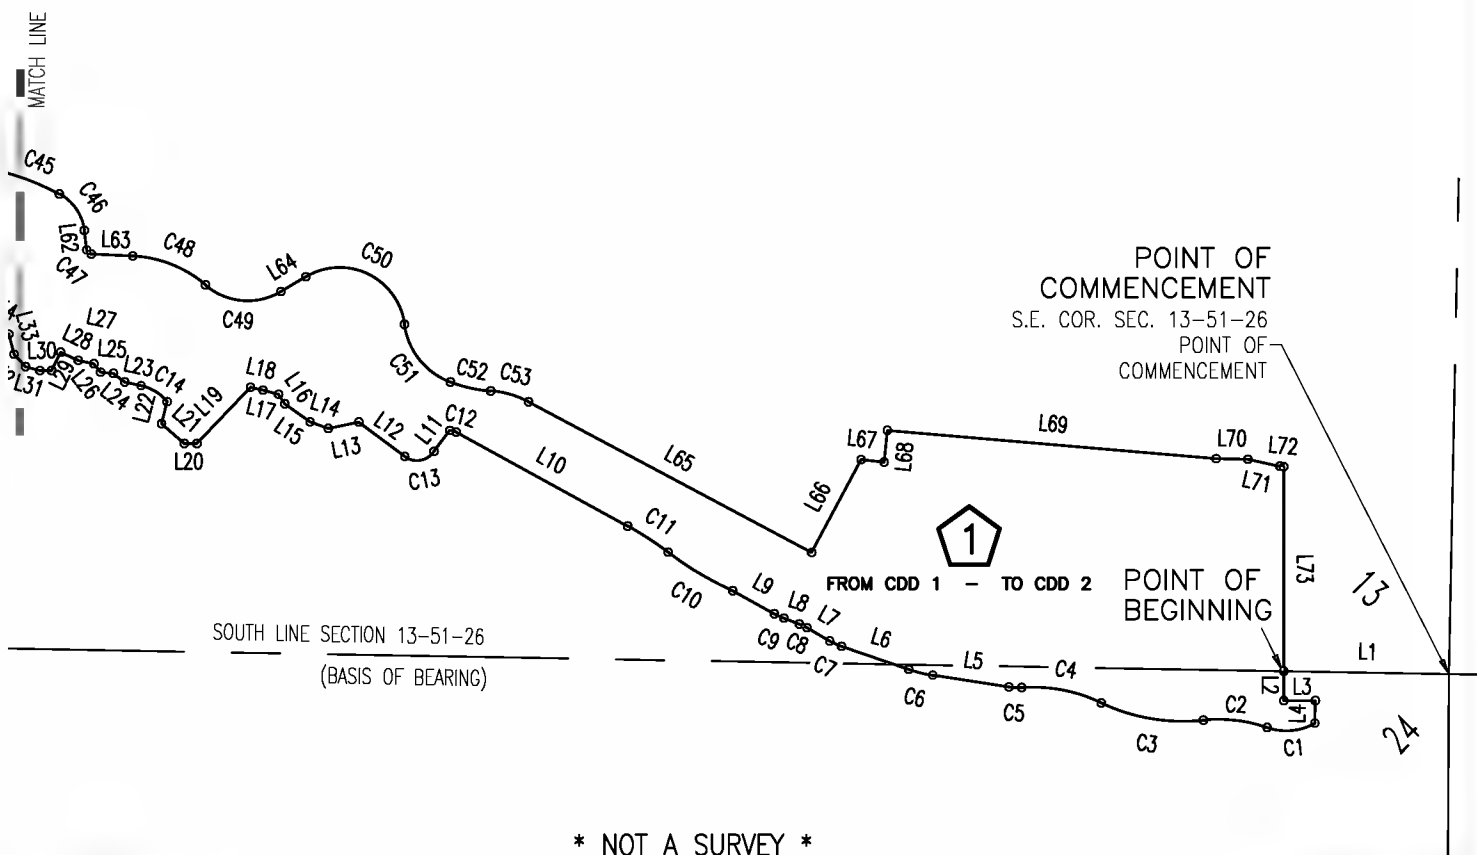 MATCH LINE
C45
C46
L62
C47
L63
C48
C49
L64
C50
C51
C52
C53
L65
L66
L67
L68
L69
L70
L71
L72
L73
L33
L30
L31
L29
L28
L27
L26
L25
L24
L23
C14
L22
L21
L20
L19
L18
L17
L16
L15
L14
L13
L12
C13
L11
C12
L10
C11
C10
L9
C9
L8
C8
L7
C7
L6
C6
L5
C5
C4
C3
C2
C1
L4
L3
L2
L1
POINT OF
COMMENCEMENT
S.E. COR. SEC. 13-51-26
POINT OF
COMMENCEMENT
1
FROM CDD 1 - TO CDD 2
POINT OF
BEGINNING
13
24
SOUTH LINE SECTION 13-51-26
(BASIS OF BEARING)
* NOT A SURVEY *